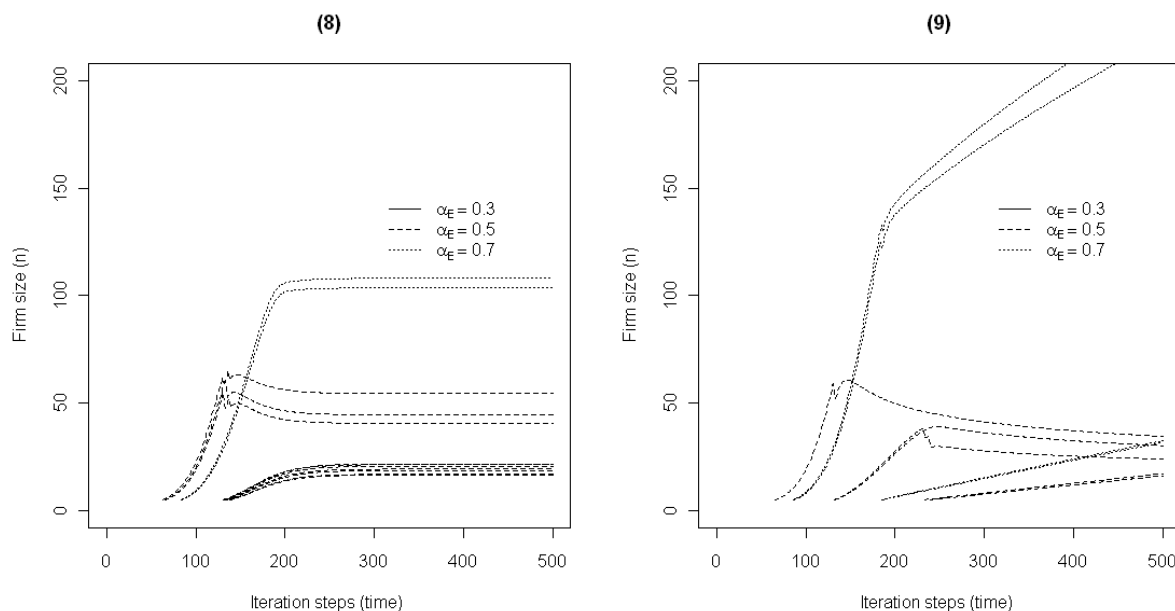 (8)
200
150
100
50
0
Firm size (n)
αE = 0.3
αE = 0.5
αE = 0.7
0 100 200 300 400 500
Iteration steps (time)
(9)
200
150
100
50
0
Firm size (n)
αE = 0.3
αE = 0.5
αE = 0.7
0 100 200 300 400 500
Iteration steps (time)